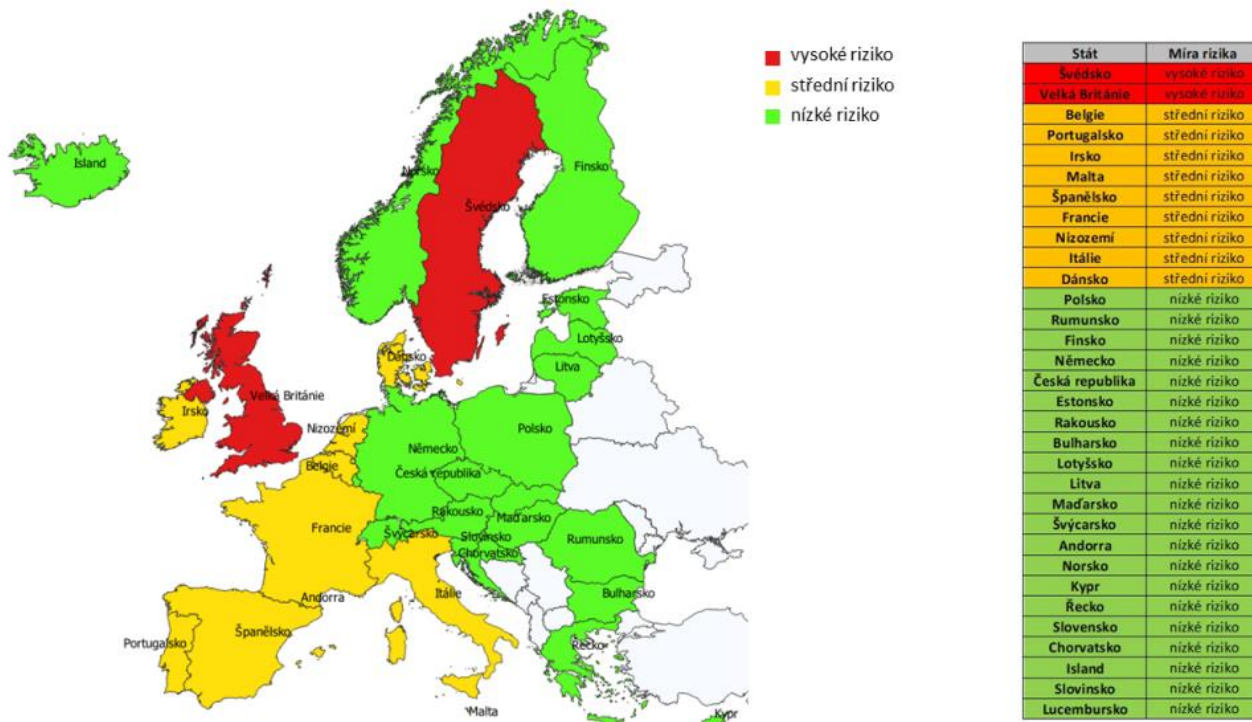 vysoké riziko
střední riziko
nízké riziko
Island
Norsko
Finsko
Švédsko
Estonsko
Lotyšsko
Litva
Dánsko
Irsko
Velká Británie
Nizozemí
Polsko
Německo
Belgie
Česká republika
Rakousko
Maďarsko
Francie
Švýcarsko
Slovinsko
Chorvatsko
Rumunsko
Andorra
Itálie
Bulharsko
Španělsko
Portugalsko
Řecko
Malta
Kypr
Stát Míra rizika
Švédsko vysoké riziko
Velká Británie vysoké riziko
Belgie střední riziko
Portugalsko střední riziko
Irsko střední riziko
Malta střední riziko
Španělsko střední riziko
Francie střední riziko
Nizozemí střední riziko
Itálie střední riziko
Dánsko střední riziko
Polsko nízké riziko
Rumunsko nízké riziko
Finsko nízké riziko
Německo nízké riziko
Česká republika nízké riziko
Estonsko nízké riziko
Rakousko nízké riziko
Bulharsko nízké riziko
Lotyšsko nízké riziko
Litva nízké riziko
Maďarsko nízké riziko
Švýcarsko nízké riziko
Andorra nízké riziko
Norsko nízké riziko
Kypr nízké riziko
Řecko nízké riziko
Slovensko nízké riziko
Chorvatsko nízké riziko
Island nízké riziko
Slovinsko nízké riziko
Lucembursko nízké riziko